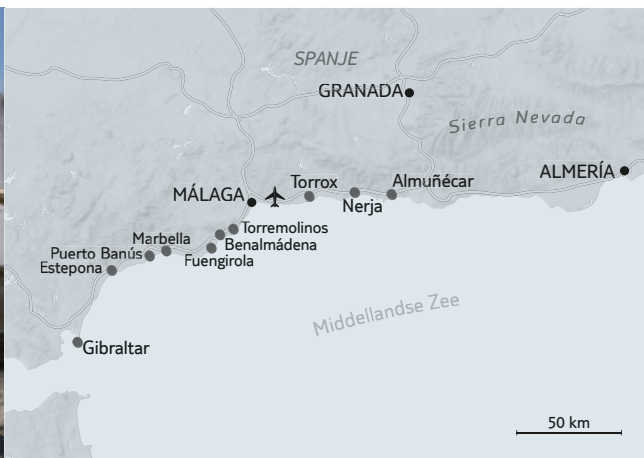 SPANJE
GRANADA
Sierra Nevada
ALMERÍA
Torrox
Almuñécar
MÁLAGA
Nerja
Torremolinos
Marbella
Benalmádena
Puerto Banús
Fuengirola
Estepona
Middellandse Zee
Gibraltar
50 km